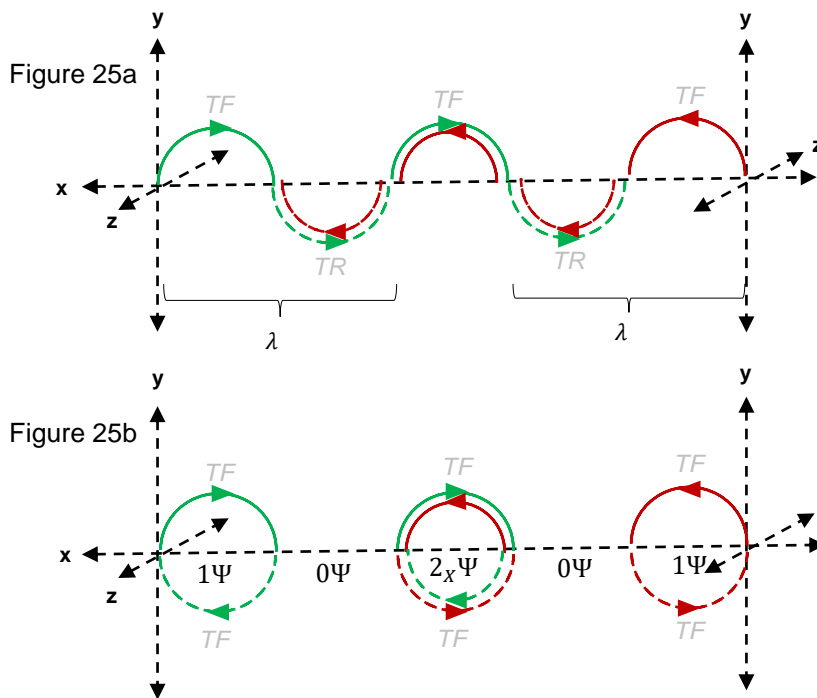 y y
Figure 25a
TF TF TF
z
x
z
TR TR
λ λ
y y
Figure 25b
TF TF TF
x
1Ψ 0Ψ 2ₓΨ 0Ψ 1Ψ
z
TF TF TF